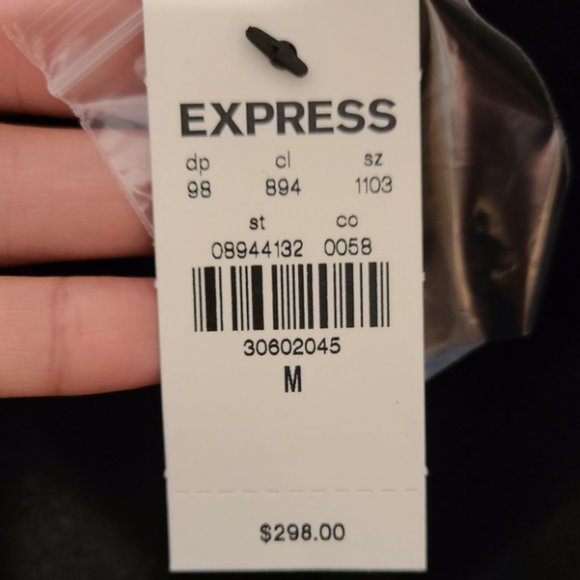 EXPRESS
dp cl sz
98 894 1103
st co
08944132 0058
30602045
M
$298.00